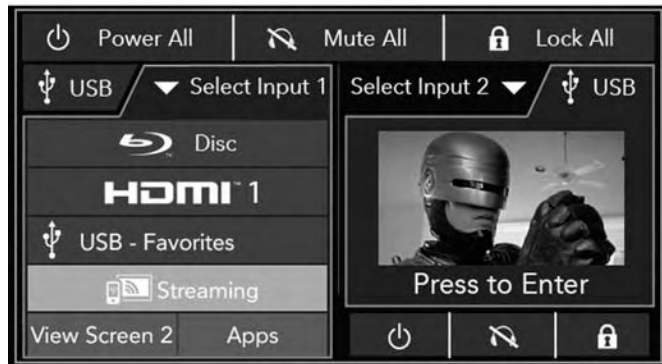 Power All
Mute All
Lock All
USB
Select Input 1
Select Input 2
USB
Disc
HDMI™ 1
USB - Favorites
Streaming
View Screen 2
Apps
Press to Enter